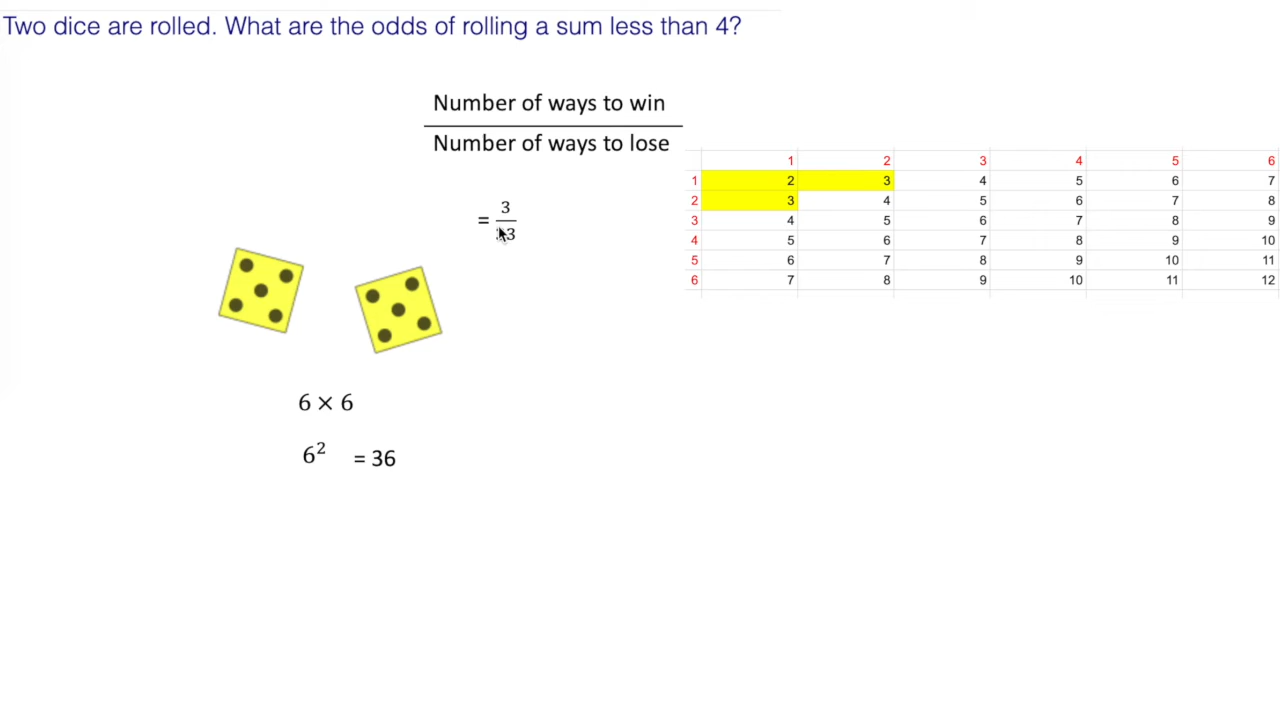 Two dice are rolled. What are the odds of rolling a sum less than 4?
Number of ways to win
Number of ways to lose
= 3
3
1 2 3 4 5 6
1 2 3 4 5 6 7
2 3 4 5 6 7 8
3 4 5 6 7 8 9
4 5 6 7 8 9 10
5 6 7 8 9 10 11
6 7 8 9 10 11 12
6 × 6
6² = 36